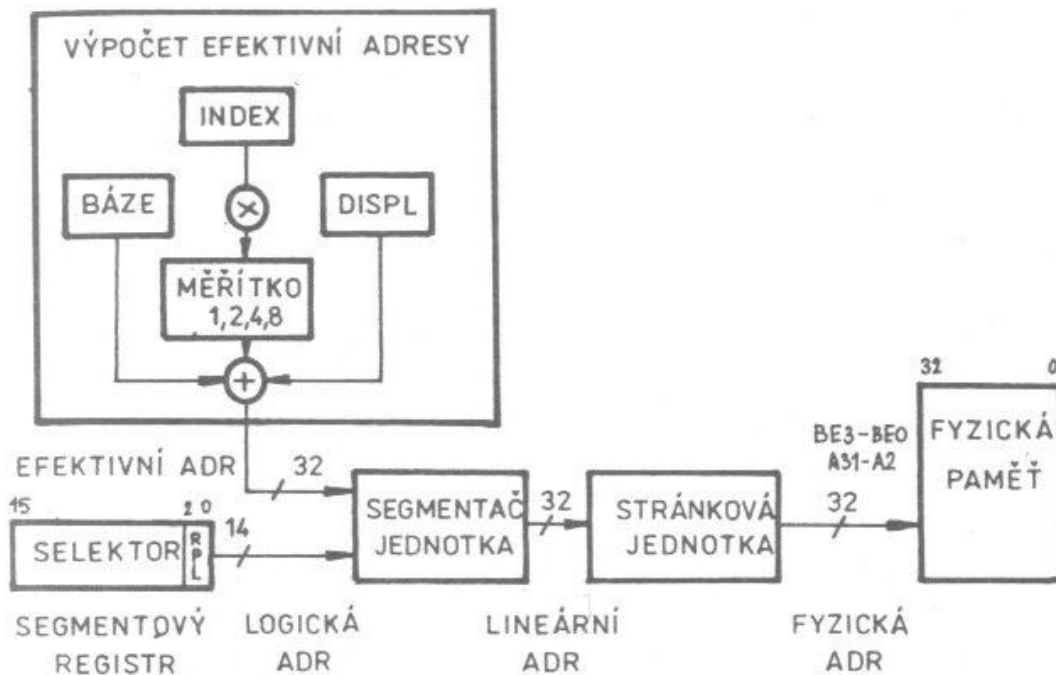 VÝPOČET EFEKTIVNÍ ADRESY
INDEX
BÁZE
×
DISPL
MĚŘÍTKO
1,2,4,8
+
32 0
BE3-BE0
A31-A2
FYZICKÁ
PAMĚŤ
EFEKTIVNÍ ADR
32
SEGMENTAČ
JEDNOTKA
32
STRÁNKOVÁ
JEDNOTKA
32
15 2 0
SELEKTOR
RPL
14
SEGMENTOVÝ
REGISTR
LOGICKÁ
ADR
LINEÁRNÍ
ADR
FYZICKÁ
ADR